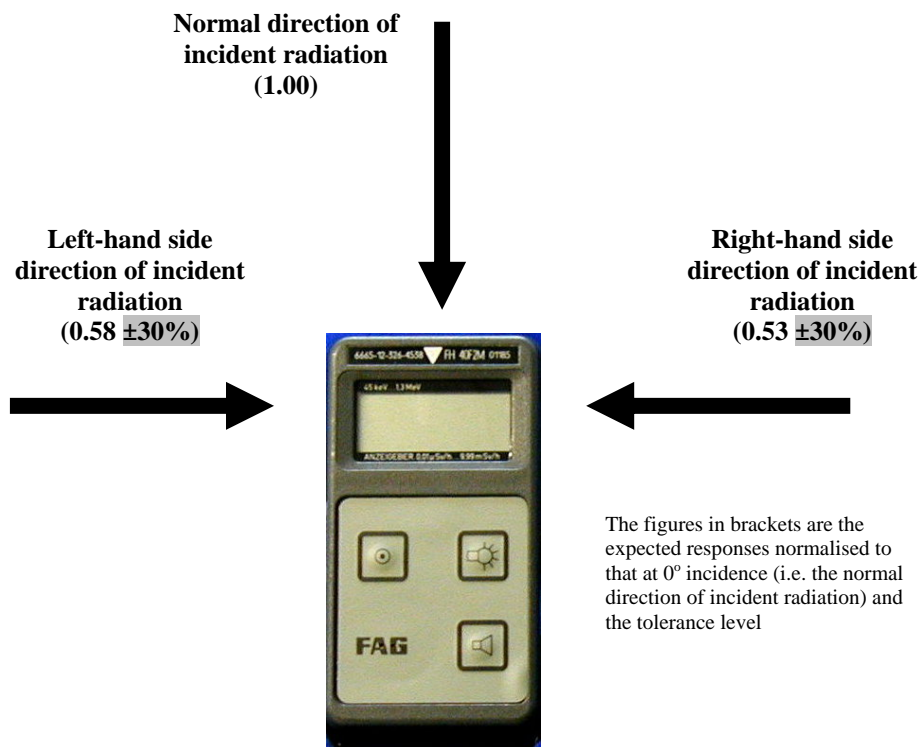 Normal direction of
incident radiation
(1.00)
Left-hand side
direction of incident
radiation
(0.58 ±30%)
Right-hand side
direction of incident
radiation
(0.53 ±30%)
6665-12-326-4538 FH 40F2M 01185
45 keV 1.3 MeV
ANZEIGEBER. 0.01µSv/h 9.99mSv/h
FAG
The figures in brackets are the
expected responses normalised to
that at 0° incidence (i.e. the normal
direction of incident radiation) and
the tolerance level